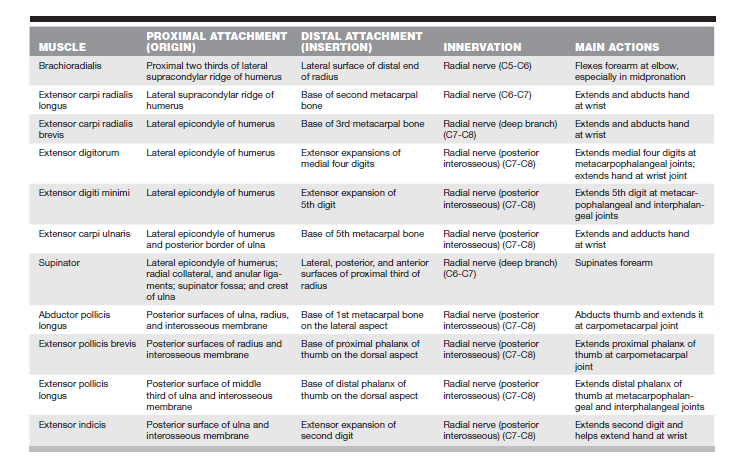 MUSCLE PROXIMAL ATTACHMENT (ORIGIN) DISTAL ATTACHMENT (INSERTION) INNERVATION MAIN ACTIONS
Brachioradialis Proximal two thirds of lateral Lateral surface of distal end Radial nerve (C5-C6) Flexes forearm at elbow,
supracondylar ridge of humerus of radius especially in midpronation
Extensor carpi radialis Lateral supracondylar ridge of Base of second metacarpal Radial nerve (C6-C7) Extends and abducts hand
longus humerus bone at wrist
Extensor carpi radialis Lateral epicondyle of humerus Base of 3rd metacarpal bone Radial nerve (deep branch) Extends and abducts hand
brevis (C7-C8) at wrist
Extensor digitorum Lateral epicondyle of humerus Extensor expansions of Radial nerve (posterior Extends medial four digits at
medial four digits interosseous) (C7-C8) metacarpophalangeal joints;
extends hand at wrist joint
Extensor digiti minimi Lateral epicondyle of humerus Extensor expansion of Radial nerve (posterior Extends 5th digit at metacar-
5th digit interosseous) (C7-C8) pophalangeal and interphalan-
geal joints
Extensor carpi ulnaris Lateral epicondyle of humerus Base of 5th metacarpal bone Radial nerve (posterior Extends and adducts hand
and posterior border of ulna interosseous) (C7-C8) at wrist
Supinator Lateral epicondyle of humerus; Lateral, posterior, and anterior Radial nerve (deep branch) Supinates forearm
radial collateral, and anular liga- surfaces of proximal third of (C6-C7)
ments; supinator fossa; and crest radius
of ulna
Abductor pollicis Posterior surfaces of ulna, radius, Base of 1st metacarpal bone Radial nerve (posterior Abducts thumb and extends it
longus and interosseous membrane on the lateral aspect interosseous) (C7-C8) at carpometacarpal joint
Extensor pollicis brevis Posterior surfaces of radius and Base of proximal phalanx of Radial nerve (posterior Extends proximal phalanx of
interosseous membrane thumb on the dorsal aspect interosseous) (C7-C8) thumb at carpometacarpal
joint
Extensor pollicis Posterior surface of middle Base of distal phalanx of Radial nerve (posterior Extends distal phalanx of
longus third of ulna and interosseous thumb on the dorsal aspect interosseous) (C7-C8) thumb at metacarpophalan-
membrane geal and interphalangeal joints
Extensor indicis Posterior surface of ulna and Extensor expansion of Radial nerve (posterior Extends second digit and
interosseous membrane second digit interosseous) (C7-C8) helps extend hand at wrist